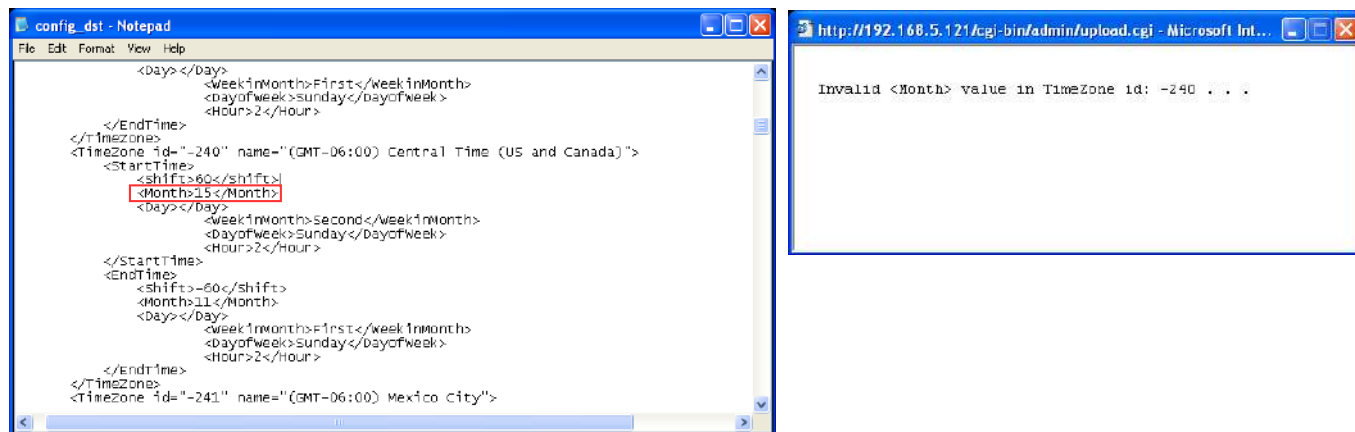 config_dst - Notepad
File Edit Format View Help
<Day></Day>
<WeekinMonth>First</WeekinMonth>
<DayofWeek>Sunday</DayofWeek>
<Hour>2</Hour>
</EndTime>
</TimeZone>
<TimeZone id="-240" name="(GMT-06:00) Central Time (US and Canada)">
<StartTime>
<Shift>60</Shift>
<Month>15</Month>
<Day></Day>
<WeekinMonth>Second</WeekinMonth>
<DayofWeek>Sunday</DayofWeek>
<Hour>2</Hour>
</StartTime>
<EndTime>
<Shift>-60</Shift>
<Month>11</Month>
<Day></Day>
<WeekinMonth>First</WeekinMonth>
<DayofWeek>Sunday</DayofWeek>
<Hour>2</Hour>
</EndTime>
</TimeZone>
<TimeZone id="-241" name="(GMT-06:00) Mexico City">
http://192.168.5.121/cgi-bin/admin/upload.cgi - Microsoft Int...
Invalid <Month> value in TimeZone id: -240 . . .